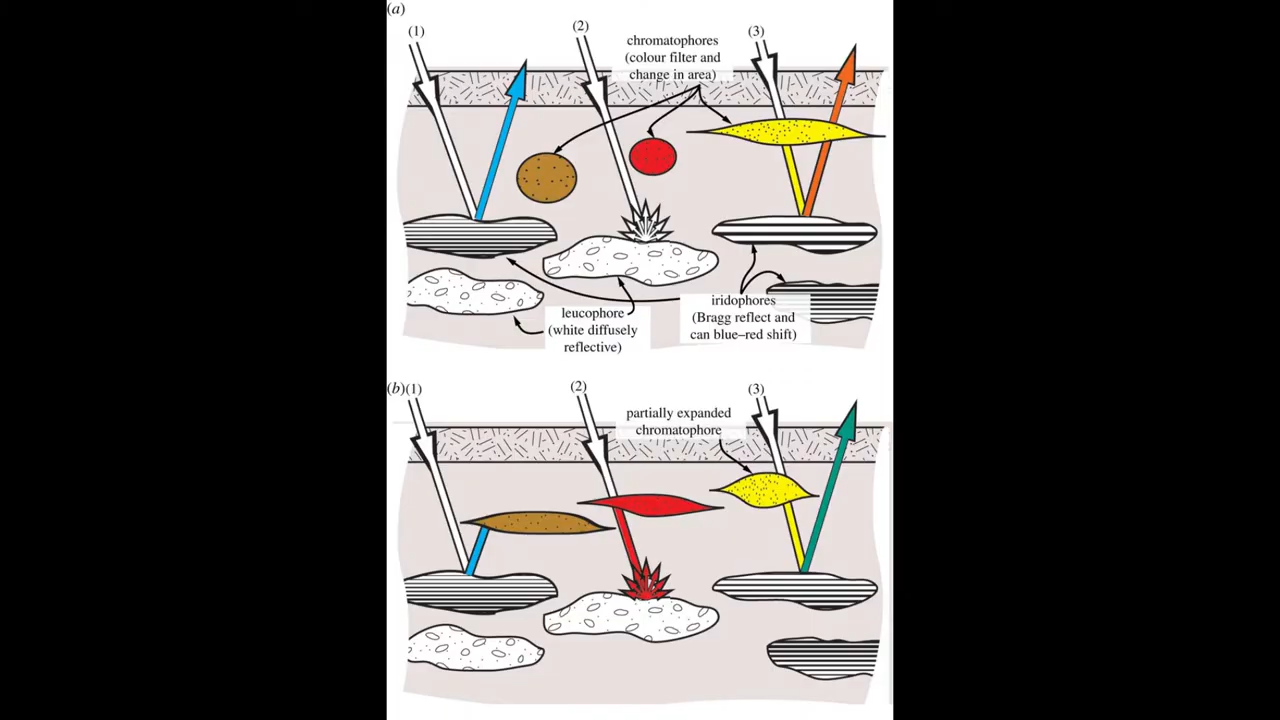 (a)
(1)
(2)
(3)
chromatophores
(colour filter and
change in area)
leucophore
(white diffusely
reflective)
iridophores
(Bragg reflect and
can blue–red shift)
(b)
(1)
(2)
(3)
partially expanded
chromatophore